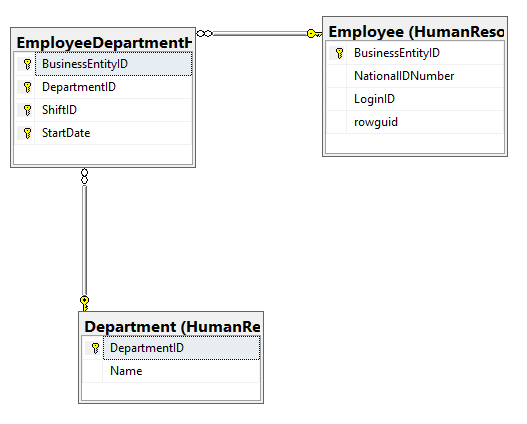 EmployeeDepartmentH
BusinessEntityID
DepartmentID
ShiftID
StartDate
Employee (HumanReso
BusinessEntityID
NationalIDNumber
LoginID
rowguid
Department (HumanRe
DepartmentID
Name